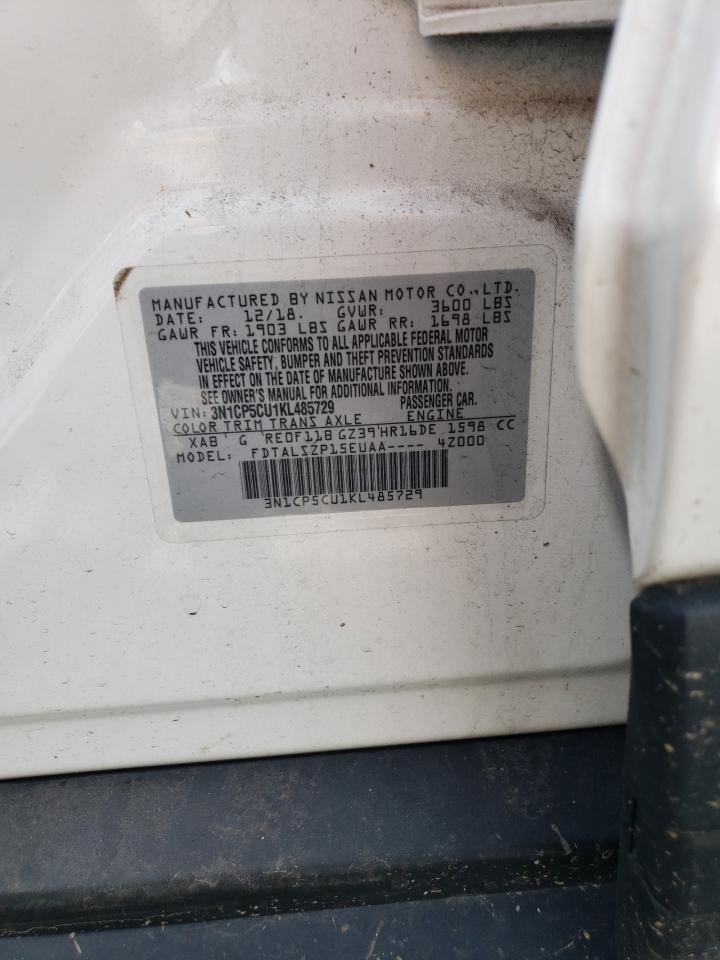 MANUFACTURED BY NISSAN MOTOR CO.,LTD.
DATE: 12/18. GVWR: 3600 LBS
GAWR FR: 1903 LBS GAWR RR: 1698 LBS
THIS VEHICLE CONFORMS TO ALL APPLICABLE FEDERAL MOTOR
VEHICLE SAFETY, BUMPER AND THEFT PREVENTION STANDARDS
IN EFFECT ON THE DATE OF MANUFACTURE SHOWN ABOVE.
SEE OWNER'S MANUAL FOR ADDITIONAL INFORMATION.
VIN: 3N1CP5CU1KL485729 PASSENGER CAR.
COLOR TRIM TRANS AXLE ENGINE
XAB ' G 'RE0F11B GZ39'HR16DE 1598 CC
MODEL: FDTALSZP15EUAA---- 4Z000
3N1CP5CU1KL485729